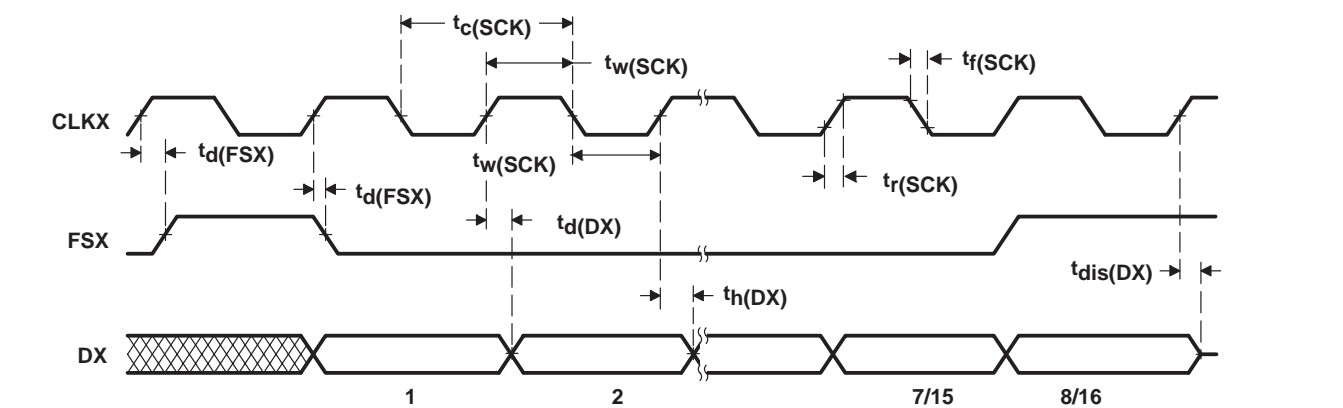 tc(SCK)
tw(SCK)
tf(SCK)
CLKX
td(FSX)
tw(SCK)
td(FSX)
tr(SCK)
td(DX)
FSX
tdis(DX)
th(DX)
DX
1
2
7/15
8/16